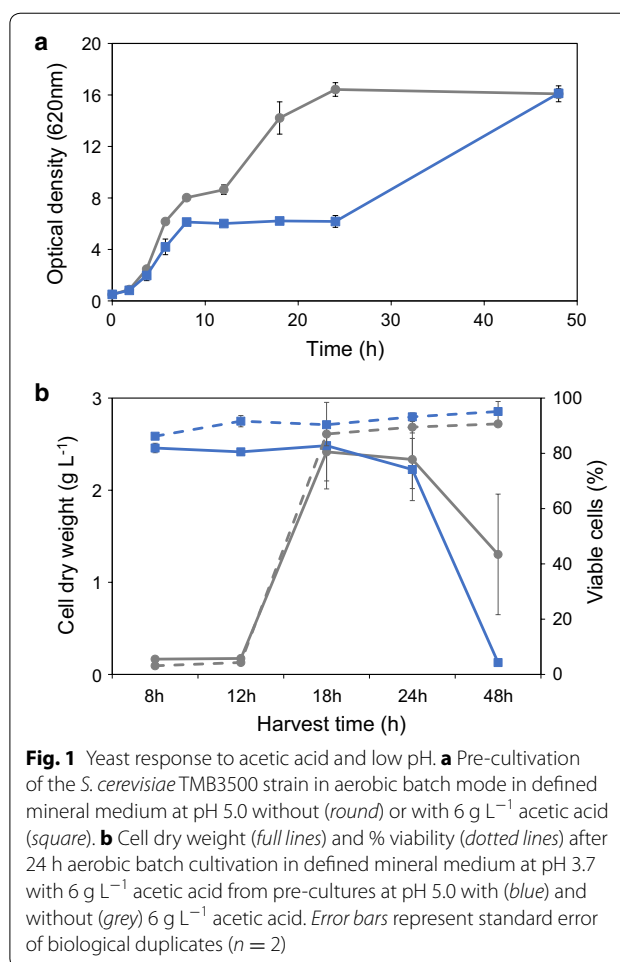 a
Optical density (620nm)
20
16
12
8
4
0
0 10 20 30 40 50
Time (h)
b
Cell dry weight (g L⁻¹)
3
2
1
0
100
80
60
40
20
0
Viable cells (%)
8h 12h 18h 24h 48h
Harvest time (h)
Fig. 1 Yeast response to acetic acid and low pH. a Pre-cultivation
of the S. cerevisiae TMB3500 strain in aerobic batch mode in defined
mineral medium at pH 5.0 without (round) or with 6 g L⁻¹ acetic acid
(square). b Cell dry weight (full lines) and % viability (dotted lines) after
24 h aerobic batch cultivation in defined mineral medium at pH 3.7
with 6 g L⁻¹ acetic acid from pre-cultures at pH 5.0 with (blue) and
without (grey) 6 g L⁻¹ acetic acid. Error bars represent standard error
of biological duplicates (n = 2)